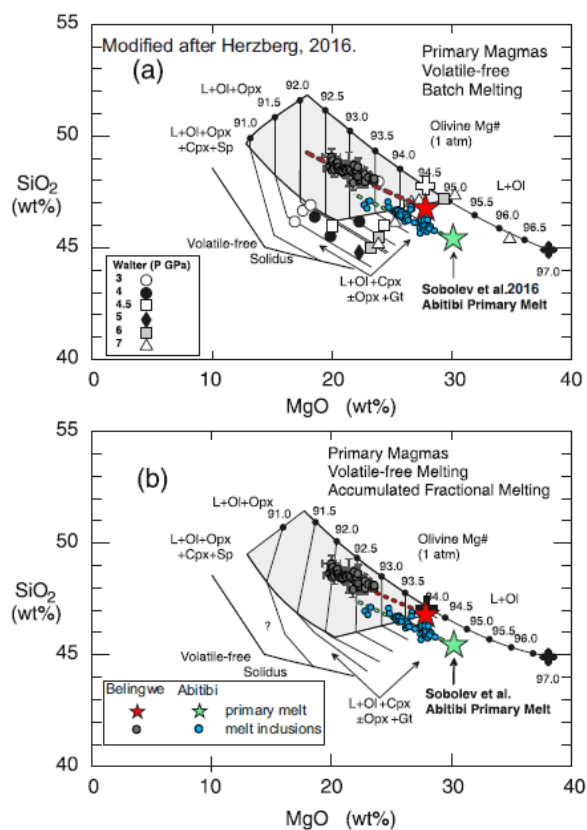 Modified after Herzberg, 2016.
(a)
Primary Magmas
Volatile-free
Batch Melting
L+Ol+Opx
L+Ol+Opx
+Cpx+Sp
91.0
91.5
92.0
92.5
93.0
93.5
94.0
94.5
95.0
95.5
96.0
96.5
97.0
Olivine Mg#
(1 atm)
L+Ol
Volatile-free
Solidus
L+Ol+Cpx
±Opx+Gt
Sobolev et al.2016
Abitibi Primary Melt
Walter (P GPa)
3
4
4.5
5
6
7
SiO2
(wt%)
55
50
45
40
0
10
20
30
40
MgO (wt%)
(b)
Primary Magmas
Volatile-free Melting
Accumulated Fractional Melting
L+Ol+Opx
L+Ol+Opx
+Cpx+Sp
91.0
91.5
92.0
92.5
93.0
93.5
94.0
94.5
95.0
95.5
96.0
97.0
Olivine Mg#
(1 atm)
L+Ol
?
Volatile-free
Solidus
L+Ol+Cpx
±Opx+Gt
Sobolev et al.
Abitibi Primary Melt
Belingwe Abitibi
primary melt
melt inclusions
SiO2
(wt%)
55
50
45
40
0
10
20
30
40
MgO (wt%)